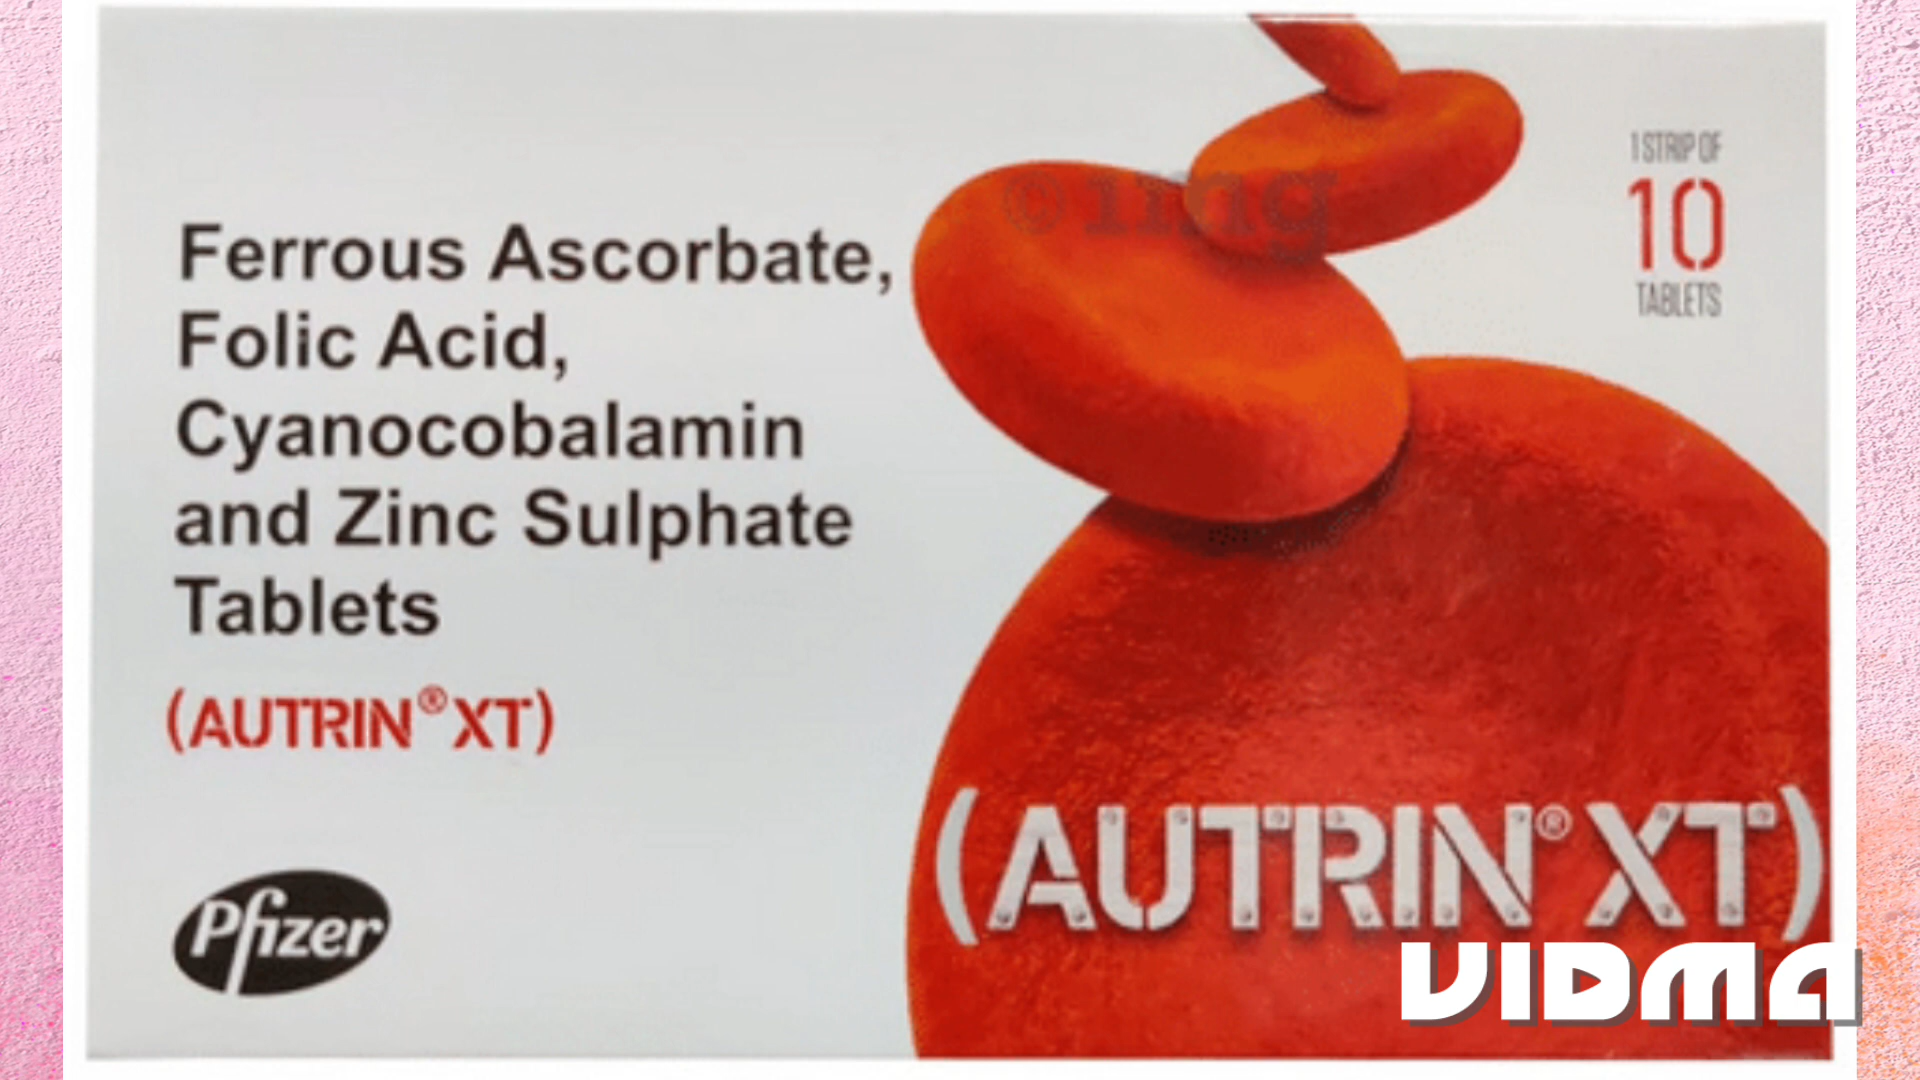 Ferrous Ascorbate,
Folic Acid,
Cyanocobalamin
and Zinc Sulphate
Tablets
(AUTRIN® XT)
Pfizer
1 STRIP OF
10
TABLETS
©1mg
(AUTRIN® XT)
VIDMA